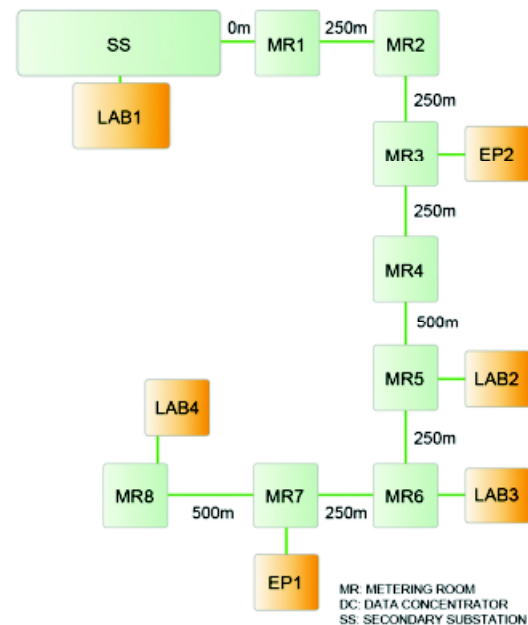 0m
250m
SS
MR1
MR2
LAB1
250m
MR3
EP2
250m
MR4
500m
MR5
LAB2
LAB4
250m
MR8
MR7
MR6
LAB3
500m
250m
EP1
MR: METERING ROOM
DC: DATA CONCENTRATOR
SS: SECONDARY SUBSTATION